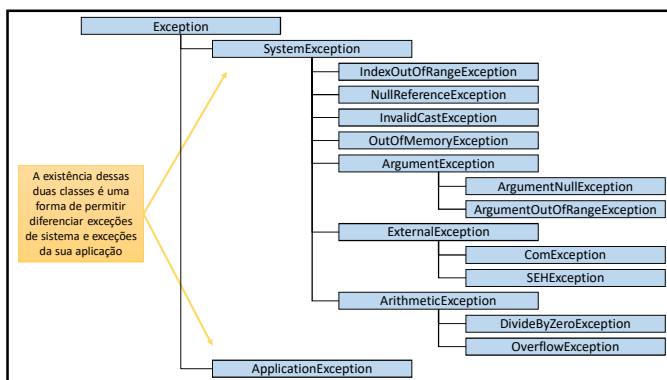 Exception
SystemException
IndexOutOfRangeException
NullReferenceException
InvalidCastException
OutOfMemoryException
ArgumentException
ArgumentNullException
ArgumentOutOfRangeException
ExternalException
ComException
SEHException
ArithmeticException
DivideByZeroException
OverflowException
ApplicationException
A existência dessas
duas classes é uma
forma de permitir
diferenciar exceções
de sistema e exceções
da sua aplicação